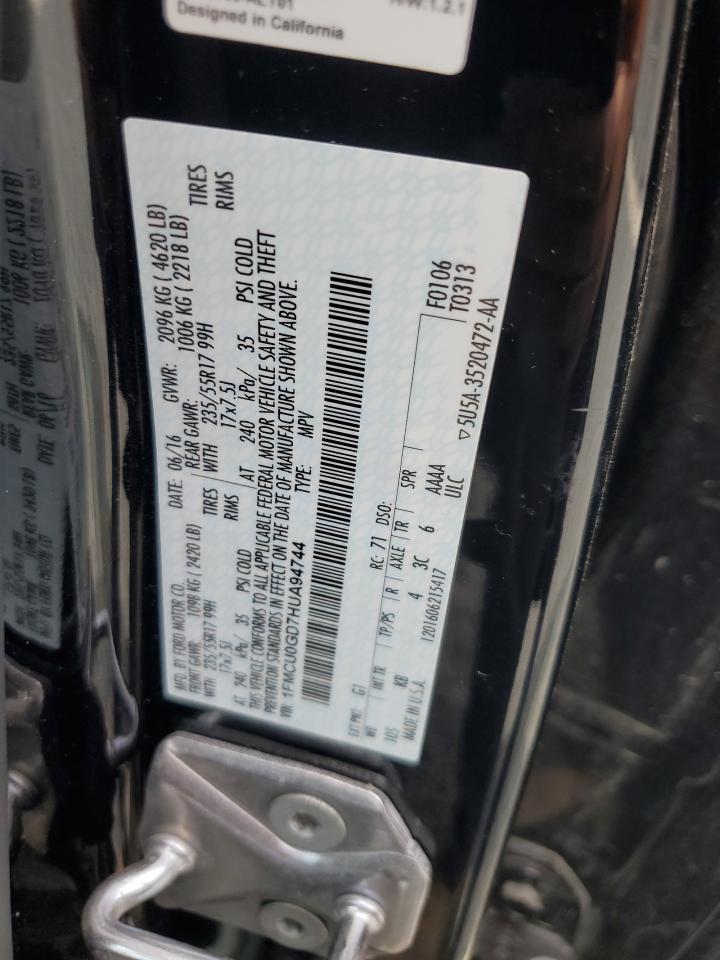 Designed in California
MFD. BY FORD MOTOR CO. DATE: 06/16 GVWR: 2096 KG ( 4620 LB)
FRONT GAWR: 1098 KG ( 2420 LB) REAR GAWR: 1006 KG ( 2218 LB)
WITH 235/55R17 99H TIRES WITH 235/55R17 99H TIRES
17x7.5J RIMS 17x7.5J RIMS
AT 240 kPa/ 35 PSI COLD AT 240 kPa/ 35 PSI COLD
THIS VEHICLE CONFORMS TO ALL APPLICABLE FEDERAL MOTOR VEHICLE SAFETY AND THEFT
PREVENTION STANDARDS IN EFFECT ON THE DATE OF MANUFACTURE SHOWN ABOVE.
VIN: 1FMCU0GD7HUA94744 TYPE: MPV
EXT PNT: G1 RC: 71 DSO: F0106
WB INT TR TP/PS R AXLE TR SPR T0313
105 KB 4 3C 6 AAAA
MADE IN U.S.A. 1201606215417 ULC ▽5U5A-3520472-AA